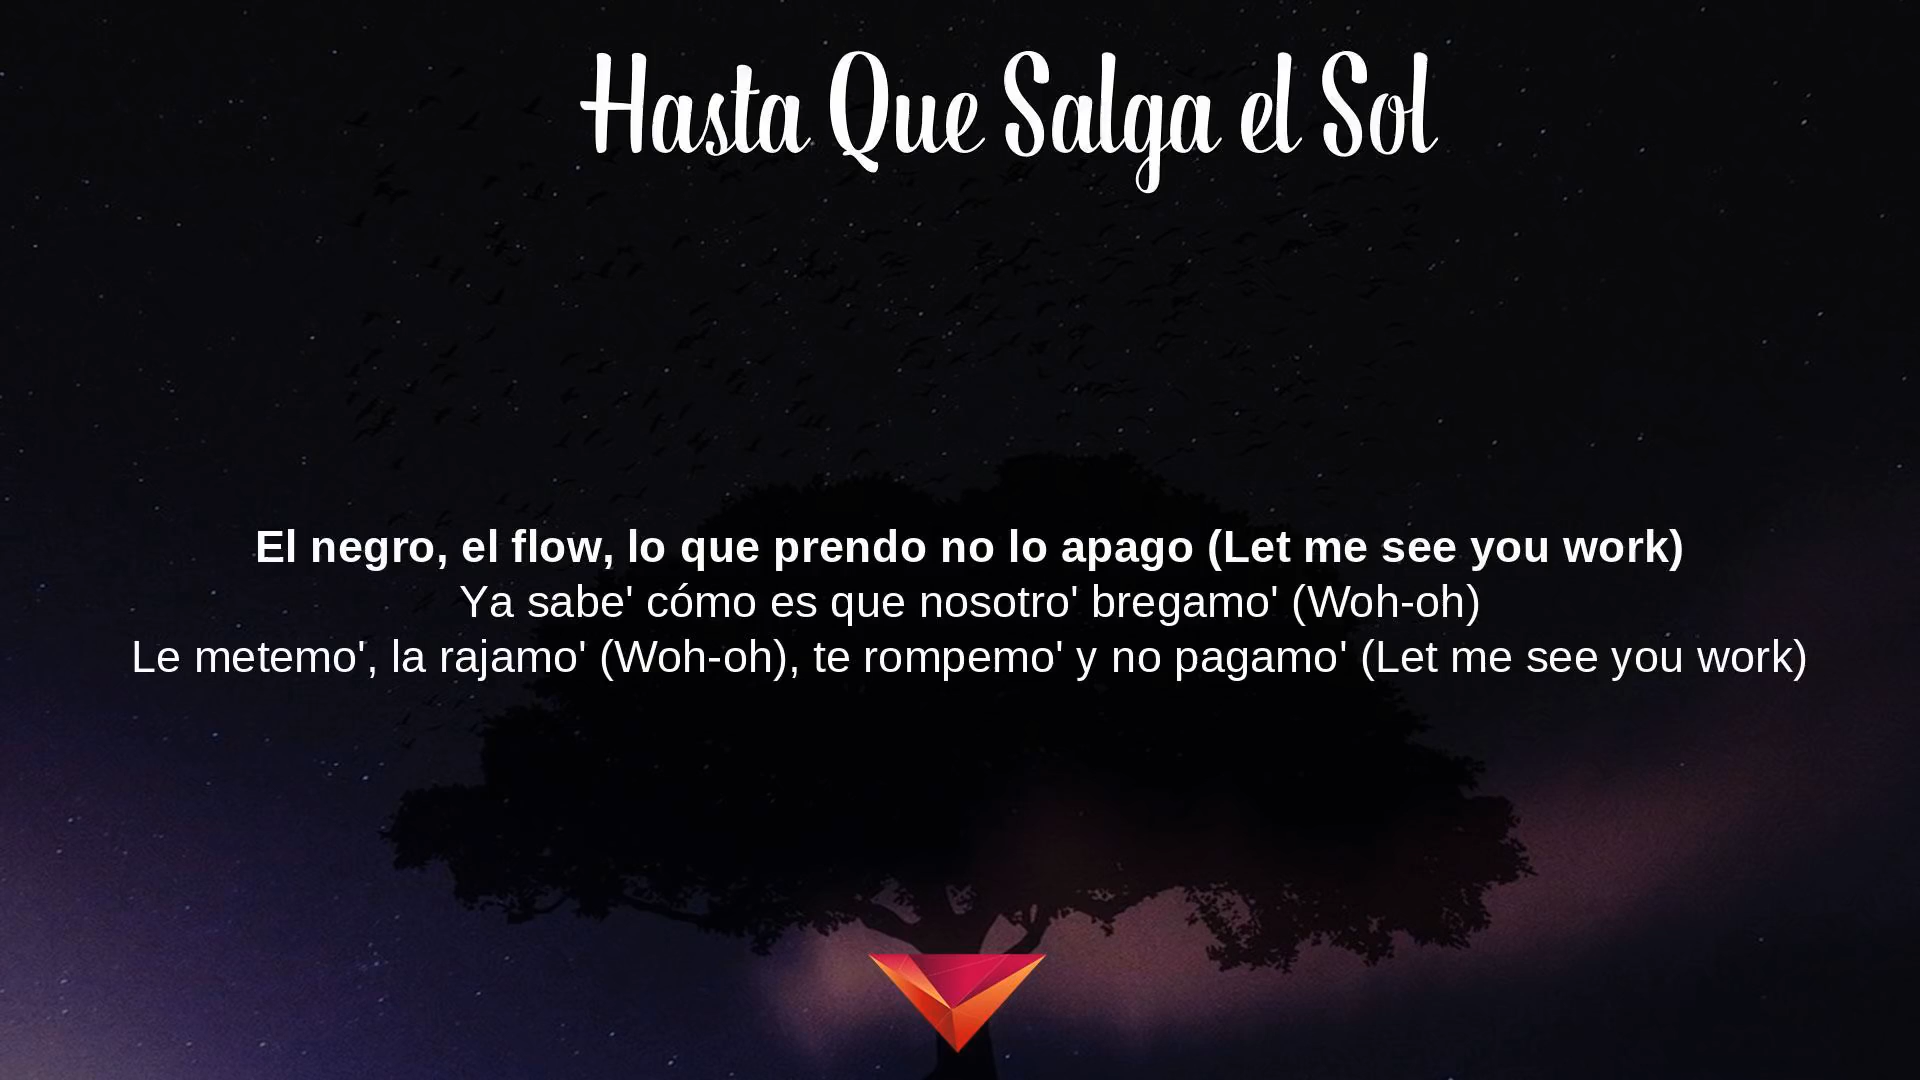 Hasta Que Salga el Sol
El negro, el flow, lo que prendo no lo apago (Let me see you work)
Ya sabe' cómo es que nosotro' bregamo' (Woh-oh)
Le metemo', la rajamo' (Woh-oh), te rompemo' y no pagamo' (Let me see you work)